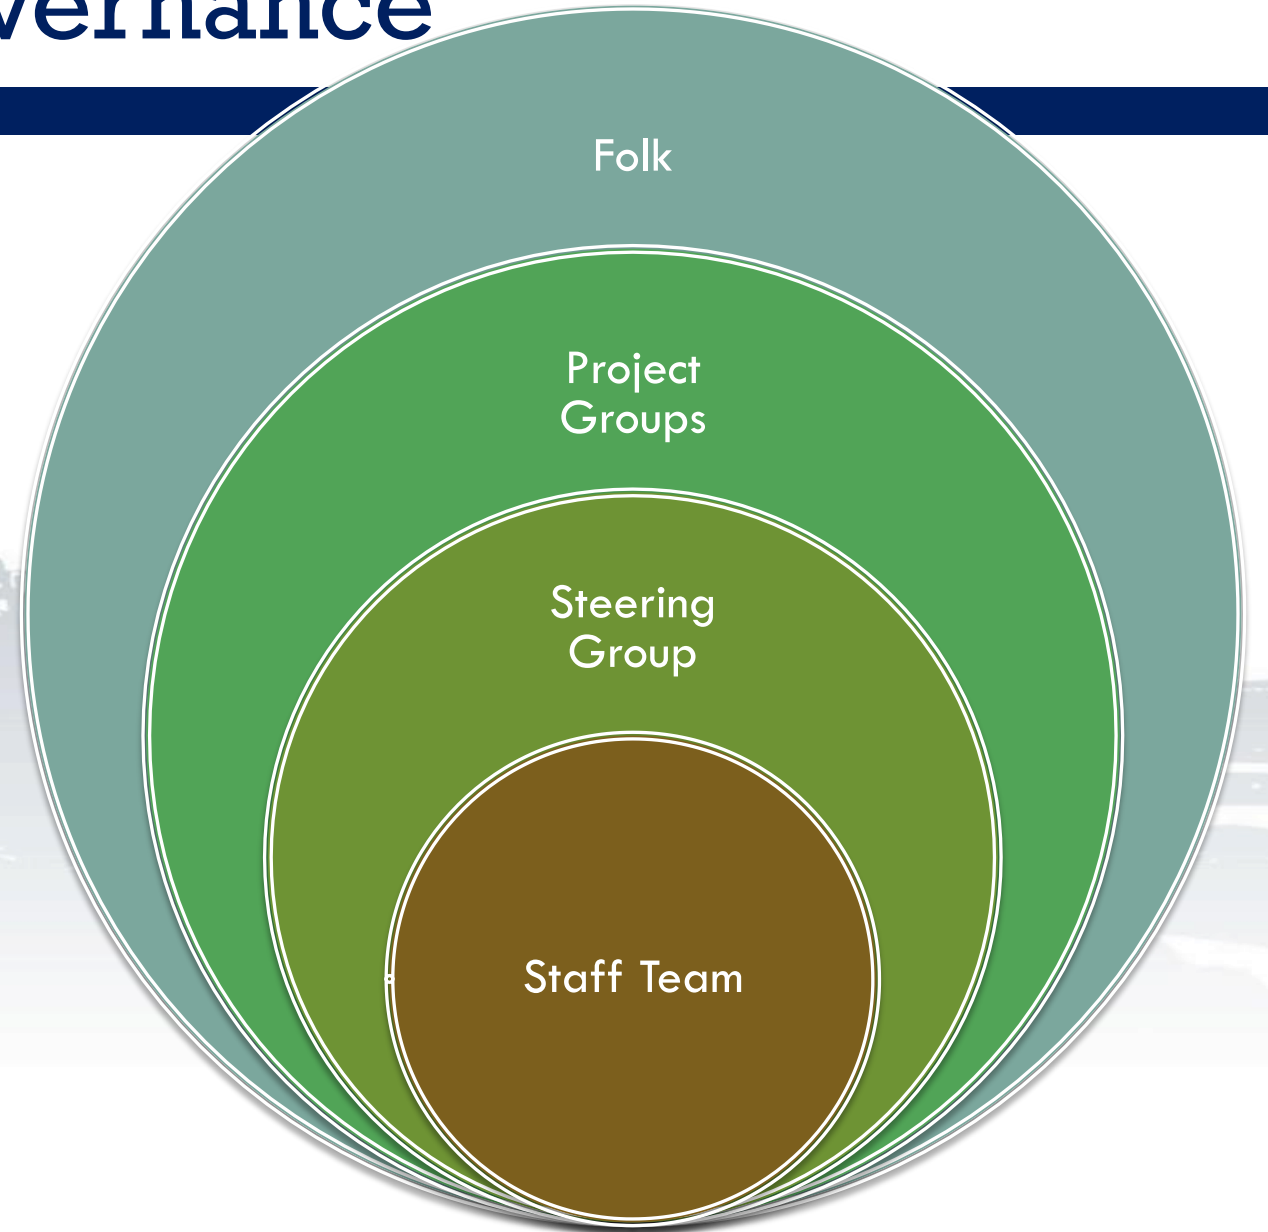 vernance
Folk
Project
Groups
Steering
Group
Staff Team